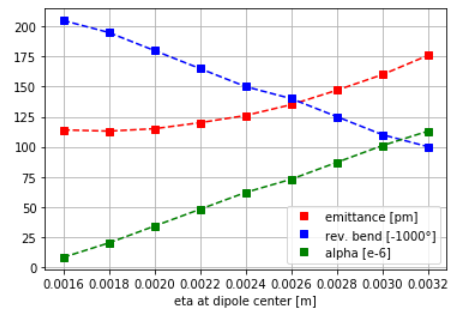 200
175
150
125
100
75
50
25
0
0.0016 0.0018 0.0020 0.0022 0.0024 0.0026 0.0028 0.0030 0.0032
eta at dipole center [m]
emittance [pm]
rev. bend [-1000°]
alpha [e-6]